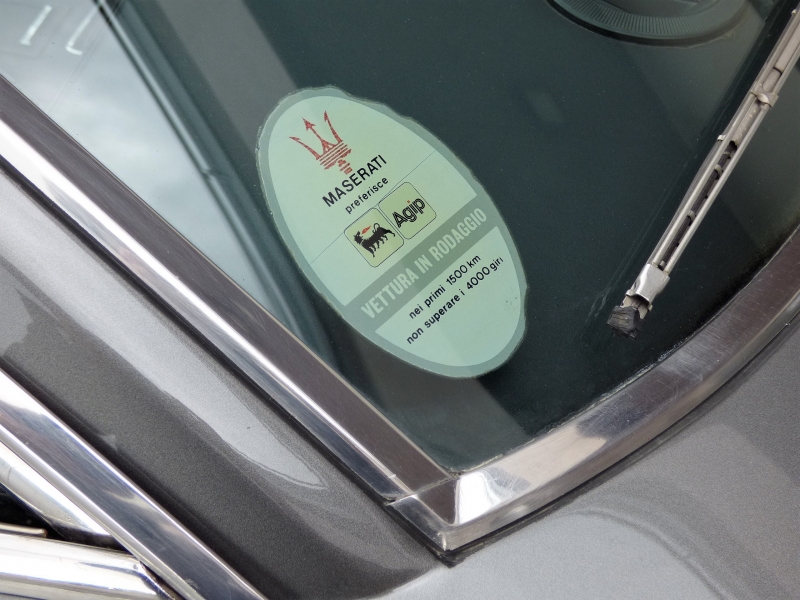 MASERATI
preferisce
Agip
VETTURA IN RODAGGIO
nei primi 1500 km
non superare i 4000 giri